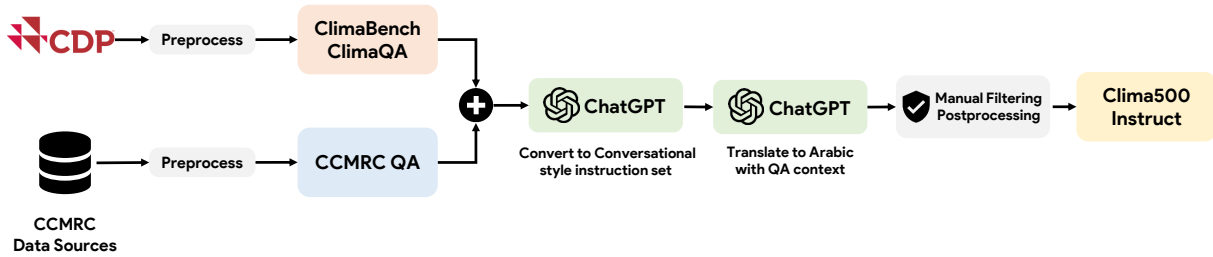 CDP
Preprocess
ClimaBench
ClimaQA
CCMRC
Data Sources
Preprocess
CCMRC QA
ChatGPT
Convert to Conversational
style instruction set
ChatGPT
Translate to Arabic
with QA context
Manual Filtering
Postprocessing
Clima500
Instruct